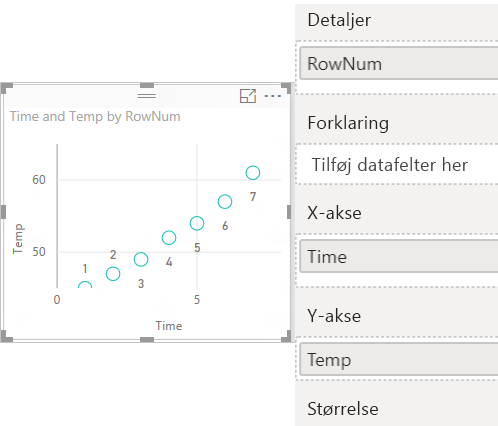 Time and Temp by RowNum
Temp
60
50
1
2
3
4
5
6
7
0
5
Time
Detaljer
RowNum
Forklaring
Tilføj datafelter her
X-akse
Time
Y-akse
Temp
Størrelse